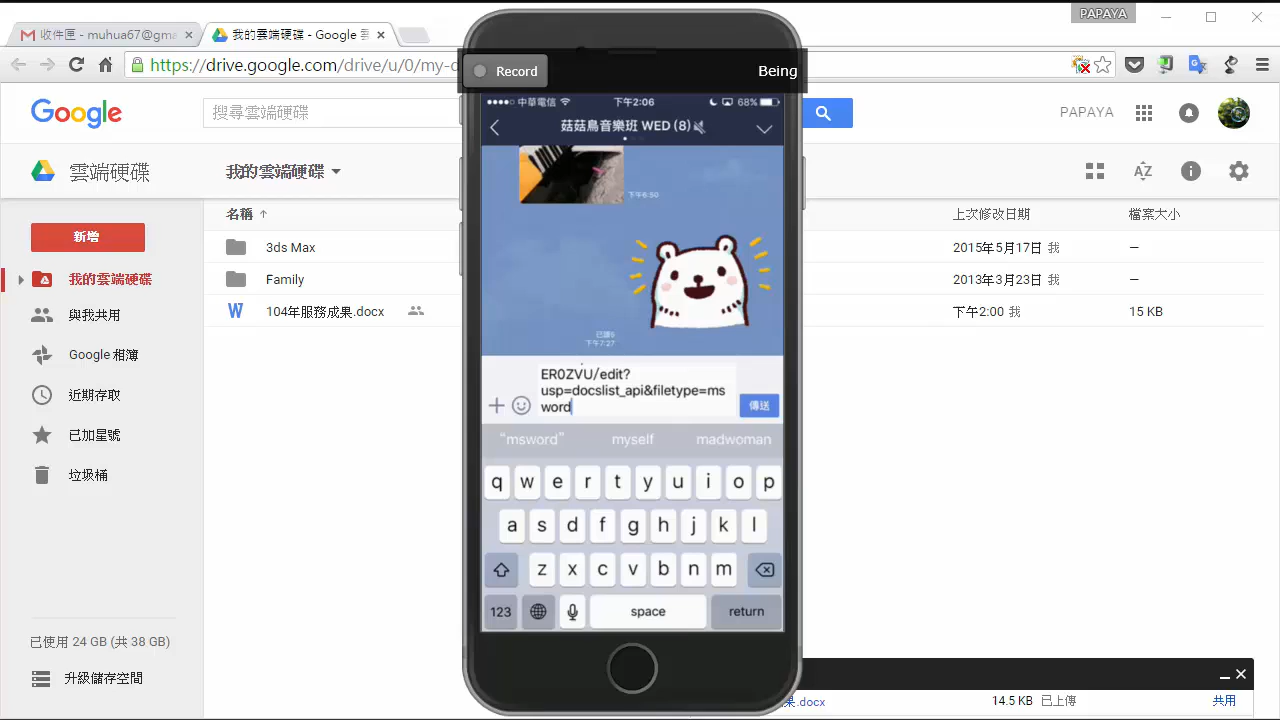 PAPAYA
收件匣 - muhua67@gma
我的雲端硬碟 - Google 雲
https://drive.google.com/drive/u/0/my-d
Record
Being
中華電信
下午2:06
68%
菇菇鳥音樂班 WED (8)
Google
搜尋雲端硬碟
PAPAYA
雲端硬碟
我的雲端硬碟
AZ
名稱
上次修改日期
檔案大小
3ds Max
2015年5月17日 我
–
Family
2013年3月23日 我
–
W
104年服務成果.docx
下午2:00 我
15 KB
新增
我的雲端硬碟
與我共用
Google 相簿
近期存取
已加星號
垃圾桶
已使用 24 GB (共 38 GB)
升級儲存空間
下午6:50
下午7:27
ER0ZVU/edit?
usp=docslist_api&filetype=ms
word
傳送
“msword”
myself
madwoman
q w e r t y u i o p
a s d f g h j k l
z x c v b n m
123
space
return
果.docx
14.5 KB
已上傳
共用